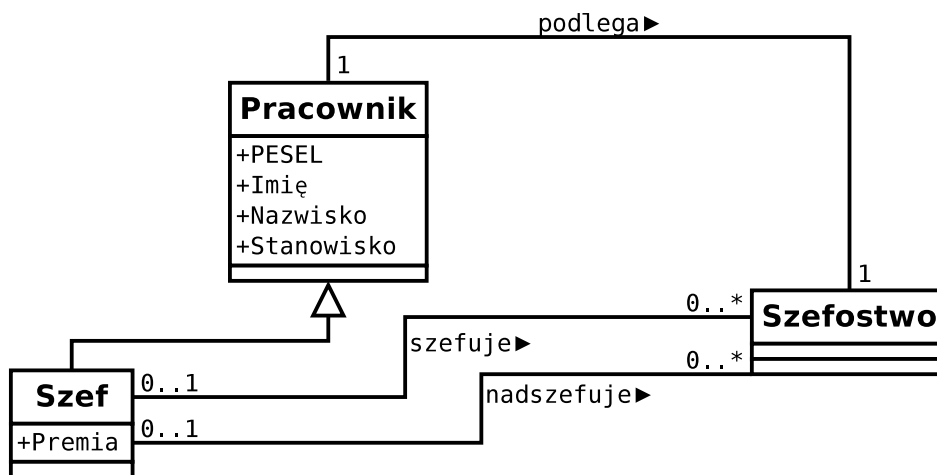 podlega▶
1
Pracownik
+PESEL
+Imię
+Nazwisko
+Stanowisko
1
0..*
Szefostwo
szefuje▶
0..*
Szef
0..1
nadszefuje▶
0..1
+Premia